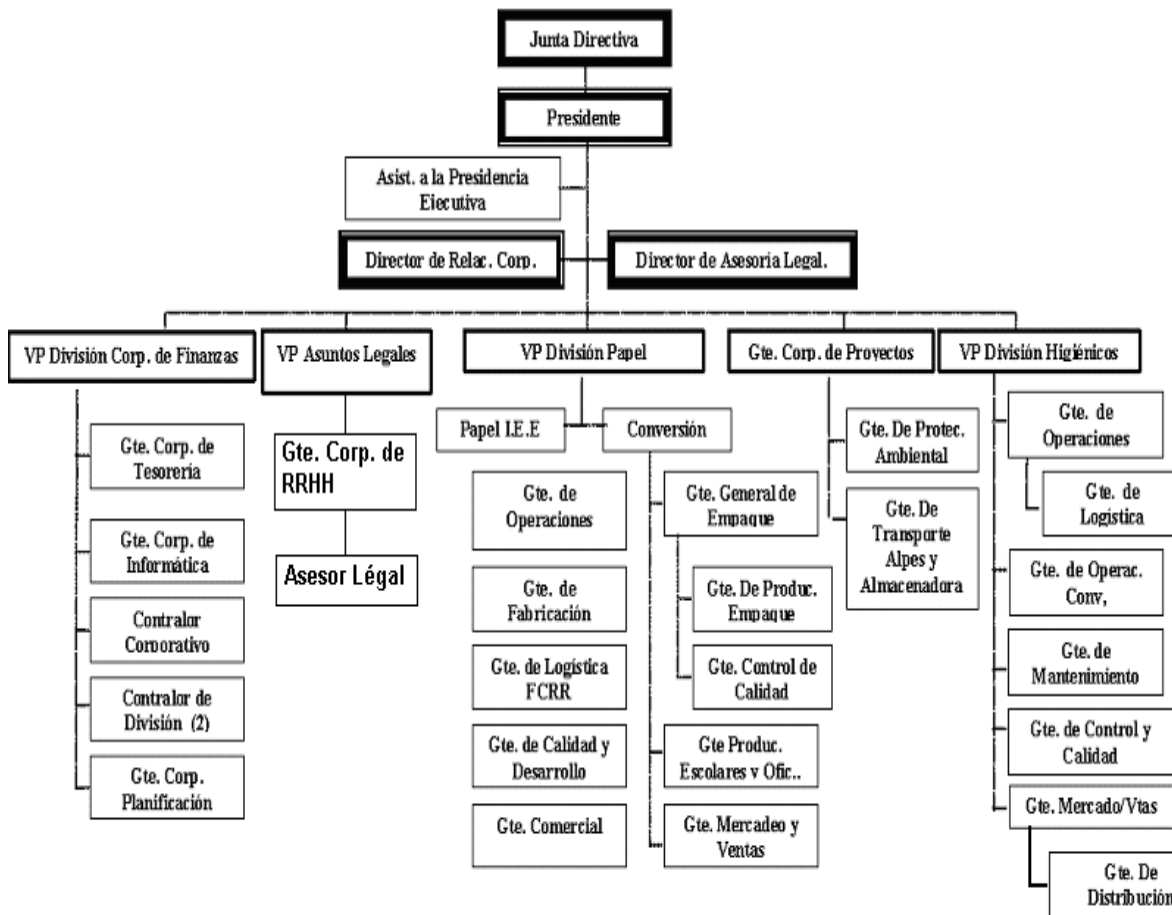 Junta Directiva
Presidente
Asist. a la Presidencia
Eiecutiva
Director de Relac. Corp.
Director de Asesoria Legal.
VP División Corp. de Finanzas
VP Asuntos Legales
VP División Papel
Gte. Corp. de Proyectos
VP División Higiénicos
Gte. Corp. de
Tesorería
Gte. Corp. de
Informática
Contralor
Corporativo
Contralor de
División (2)
Gte. Corp.
Planificación
Gte. Corp. de
RRHH
Asesor Légal
Papel I.E.E
Conversión
Gte. de
Operaciones
Gte. de
Fabricación
Gte. de Logística
FCRR
Gte. de Calidad y
Desarrollo
Gte. Comercial
Gte. General de
Empaque
Gte. De Produc.
Empaque
Gte. Control de
Calidad
Gte Produc.
Escolares v Ofic..
Gte. Mercadeo y
Ventas
Gte. De Protec.
Ambiental
Gte. De
Transporte
Alpes y
Almacenadora
Gte. de
Operaciones
Gte. de
Logística
Gte. de Operac.
Conv,
Gte. de
Mantenimiento
Gte. de Control y
Calidad
Gte. Mercado/Vtas
Gte. De
Distribución